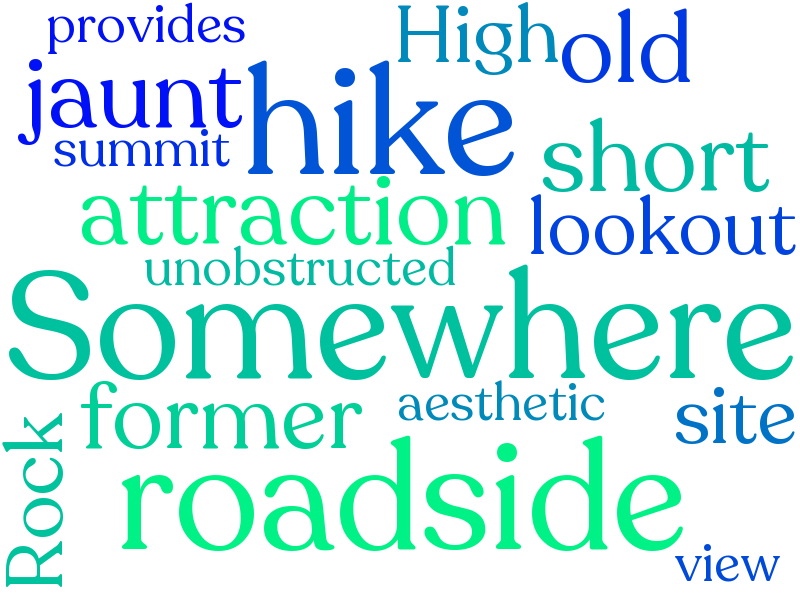 provides
High
old
jaunt
hike
summit
short
attraction
lookout
unobstructed
Somewhere
former
aesthetic
site
Rock
roadside
view